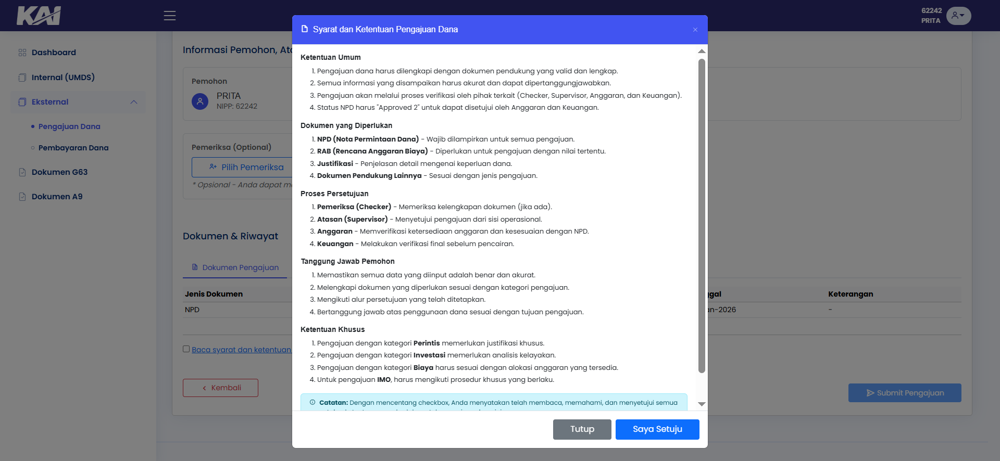 KAI
62242
PRITA
Dashboard
Internal (UMDS)
Eksternal
Pengajuan Dana
Pembayaran Dana
Dokumen G63
Dokumen A9
Informasi Pemohon, Ata
Pemohon
PRITA
NIPP: 62242
Pemeriksa (Optional)
Pilih Pemeriksa
* Opsional - Anda dapat me
Dokumen & Riwayat
Dokumen Pengajuan
Jenis Dokumen
ggal
Keterangan
NPD
an-2026
-
Baca syarat dan ketentuan
Kembali
Submit Pengajuan
Syarat dan Ketentuan Pengajuan Dana
Ketentuan Umum
1. Pengajuan dana harus dilengkapi dengan dokumen pendukung yang valid dan lengkap.
2. Semua informasi yang disampaikan harus akurat dan dapat dipertanggungjawabkan.
3. Pengajuan akan melalui proses verifikasi oleh pihak terkait (Checker, Supervisor, Anggaran, dan Keuangan).
4. Status NPD harus "Approved 2" untuk dapat disetujui oleh Anggaran dan Keuangan.
Dokumen yang Diperlukan
1. NPD (Nota Permintaan Dana) - Wajib dilampirkan untuk semua pengajuan.
2. RAB (Rencana Anggaran Biaya) - Diperlukan untuk pengajuan dengan nilai tertentu.
3. Justifikasi - Penjelasan detail mengenai keperluan dana.
4. Dokumen Pendukung Lainnya - Sesuai dengan jenis pengajuan.
Proses Persetujuan
1. Pemeriksa (Checker) - Memeriksa kelengkapan dokumen (jika ada).
2. Atasan (Supervisor) - Menyetujui pengajuan dari sisi operasional.
3. Anggaran - Memverifikasi ketersediaan anggaran dan kesesuaian dengan NPD.
4. Keuangan - Melakukan verifikasi final sebelum pencairan.
Tanggung Jawab Pemohon
1. Memastikan semua data yang diinput adalah benar dan akurat.
2. Melengkapi dokumen yang diperlukan sesuai dengan kategori pengajuan.
3. Mengikuti alur persetujuan yang telah ditetapkan.
4. Bertanggung jawab atas penggunaan dana sesuai dengan tujuan pengajuan.
Ketentuan Khusus
1. Pengajuan dengan kategori Perintis memerlukan justifikasi khusus.
2. Pengajuan dengan kategori Investasi memerlukan analisis kelayakan.
3. Pengajuan dengan kategori Biaya harus sesuai dengan alokasi anggaran yang tersedia.
4. Untuk pengajuan IMO, harus mengikuti prosedur khusus yang berlaku.
Catatan: Dengan mencentang checkbox, Anda menyatakan telah membaca, memahami, dan menyetujui semua
Tutup
Saya Setuju